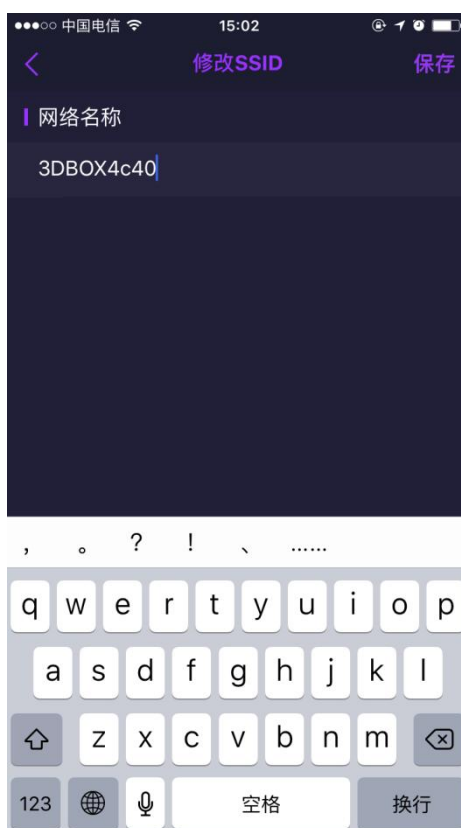 中国电信 15:02
修改SSID 保存
网络名称
3DBOX4c40
, 。 ? ! 、 ……
q w e r t y u i o p
a s d f g h j k l
z x c v b n m
123 空格 换行